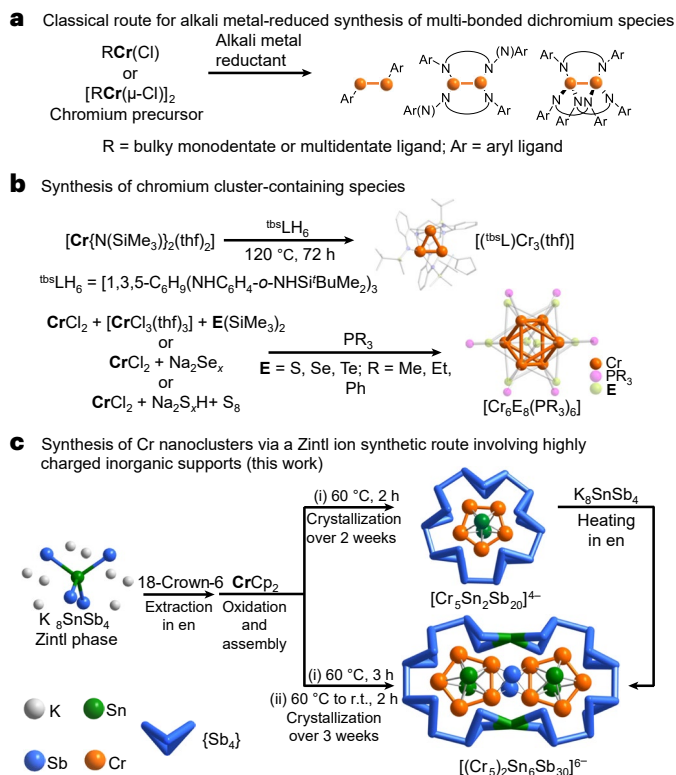 a Classical route for alkali metal-reduced synthesis of multi-bonded dichromium species
RCr(Cl)
or
[RCr(μ-Cl)]₂
Chromium precursor
Alkali metal
reductant
Ar
Ar
Ar
N
(N)Ar
N
Ar(N)
N
N
Ar
Ar
N
Ar
N
Ar
N
N
N
N
Ar
Ar
Ar
R = bulky monodentate or multidentate ligand; Ar = aryl ligand
b Synthesis of chromium cluster-containing species
[Cr{N(SiMe₃)}₂(thf)₂]
ᵗᵇˢLH₆
120 °C, 72 h
[(ᵗᵇˢL)Cr₃(thf)]
ᵗᵇˢLH₆ = [1,3,5-C₆H₉(NHC₆H₄-o-NHSiᵗBuMe₂)₃
CrCl₂ + [CrCl₃(thf)₃] + E(SiMe₃)₂
or
CrCl₂ + Na₂Seₓ
or
CrCl₂ + Na₂SₓH+ S₈
PR₃
E = S, Se, Te; R = Me, Et,
Ph
Cr
PR₃
E
[Cr₆E₈(PR₃)₆]
c Synthesis of Cr nanoclusters via a Zintl ion synthetic route involving highly
charged inorganic supports (this work)
K ₈SnSb₄
Zintl phase
18-Crown-6
Extraction
in en
CrCp₂
Oxidation
and
assembly
(i) 60 °C, 2 h
Crystallization
over 2 weeks
[Cr₅Sn₂Sb₂₀]⁴⁻
K₈SnSb₄
Heating
in en
(i) 60 °C, 3 h
(ii) 60 °C to r.t., 2 h
Crystallization
over 3 weeks
[(Cr₅)₂Sn₆Sb₃₀]⁶⁻
K
Sn
Sb
Cr
{Sb₄}